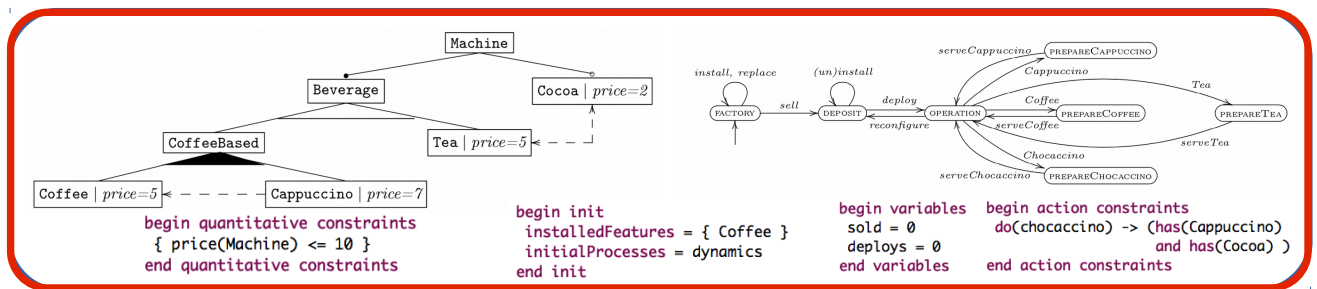 Machine
Beverage
Cocoa | price=2
CoffeeBased
Tea | price=5
Coffee | price=5
Cappuccino | price=7
install, replace
(un)install
FACTORY
sell
DEPOSIT
deploy
reconfigure
OPERATION
serveCappuccino
PREPARECAPPUCCINO
Cappuccino
Tea
Coffee
PREPARECOFFEE
serveCoffee
PREPARETEA
serveTea
Chocaccino
serveChocaccino
PREPARECHOCACCINO
begin quantitative constraints
{ price(Machine) <= 10 }
end quantitative constraints
begin init
installedFeatures = { Coffee }
initialProcesses = dynamics
end init
begin variables
sold = 0
deploys = 0
end variables
begin action constraints
do(chocaccino) -> (has(Cappuccino)
and has(Cocoa) )
end action constraints